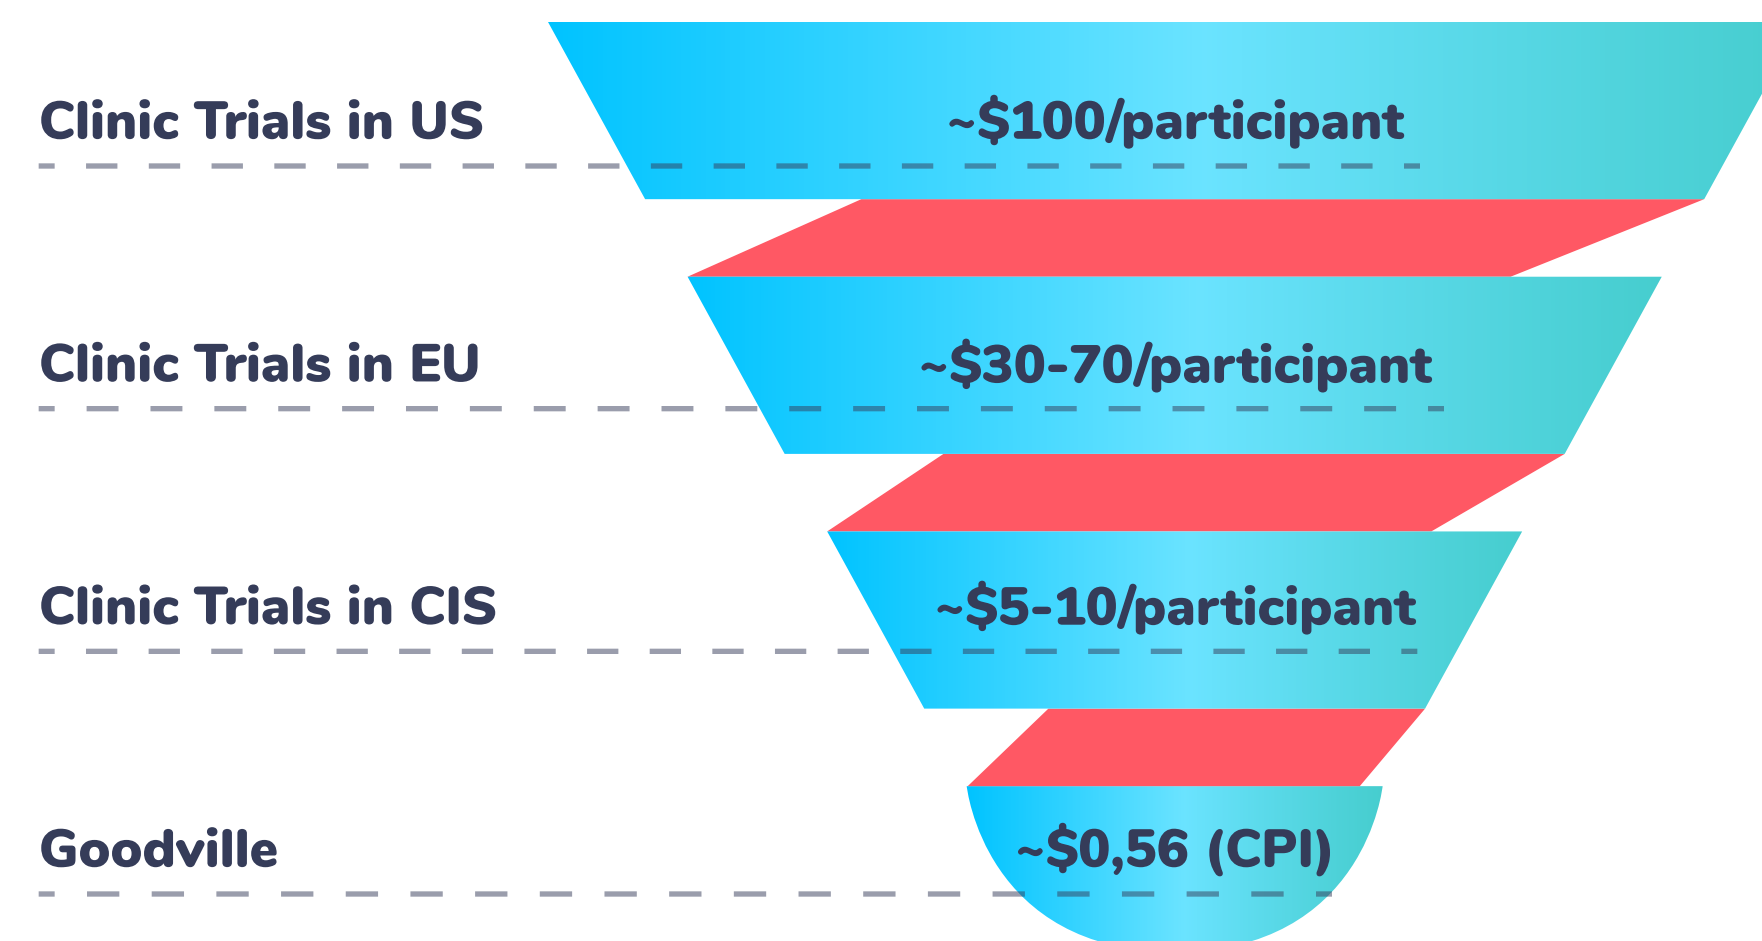 Clinic Trials in US
~$100/participant
Clinic Trials in EU
~$30-70/participant
Clinic Trials in CIS
~$5-10/participant
Goodville
~$0,56 (CPI)